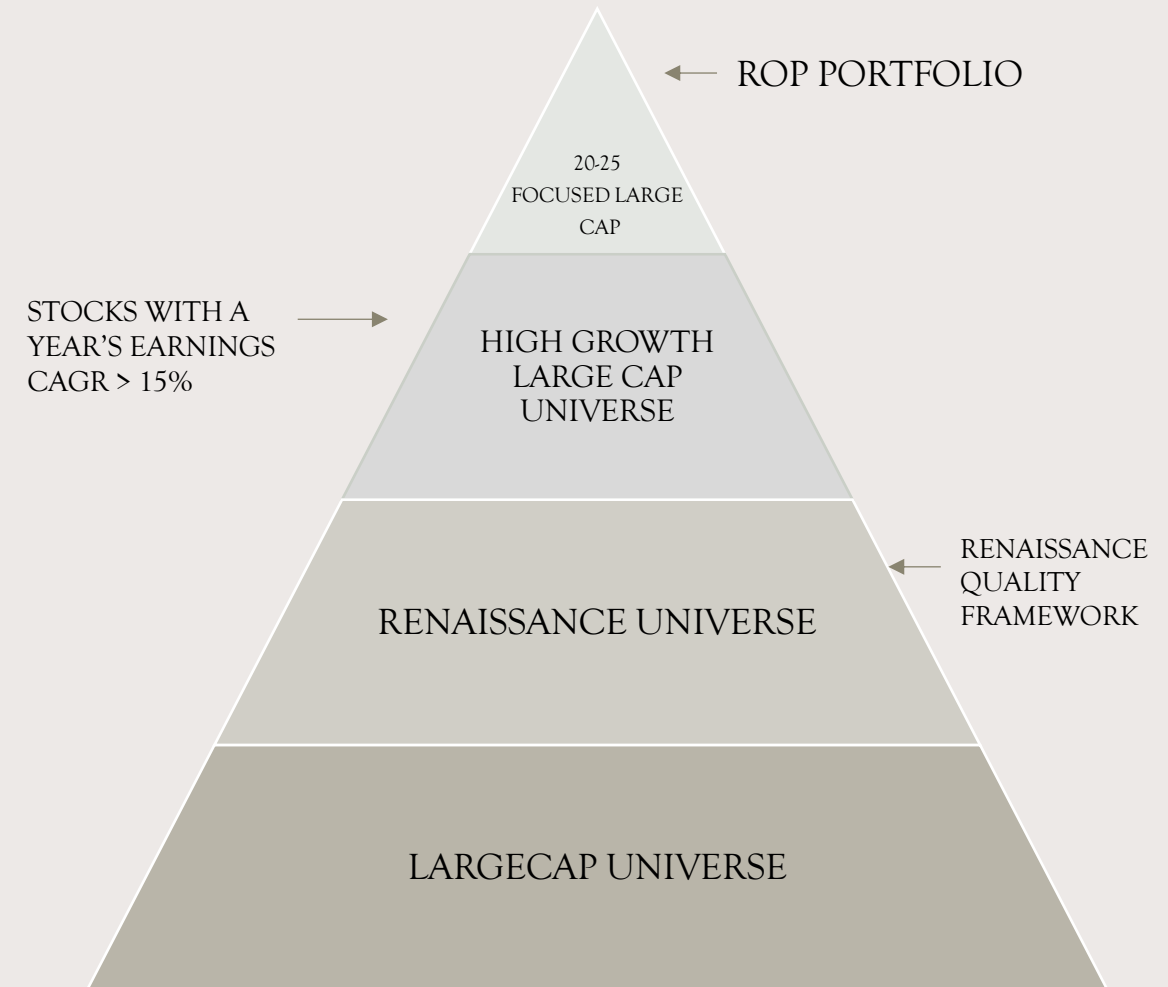 ROP PORTFOLIO
20-25
FOCUSED LARGE
CAP
STOCKS WITH A
YEAR’S EARNINGS
CAGR > 15%
HIGH GROWTH
LARGE CAP
UNIVERSE
RENAISSANCE
QUALITY
FRAMEWORK
RENAISSANCE UNIVERSE
LARGECAP UNIVERSE